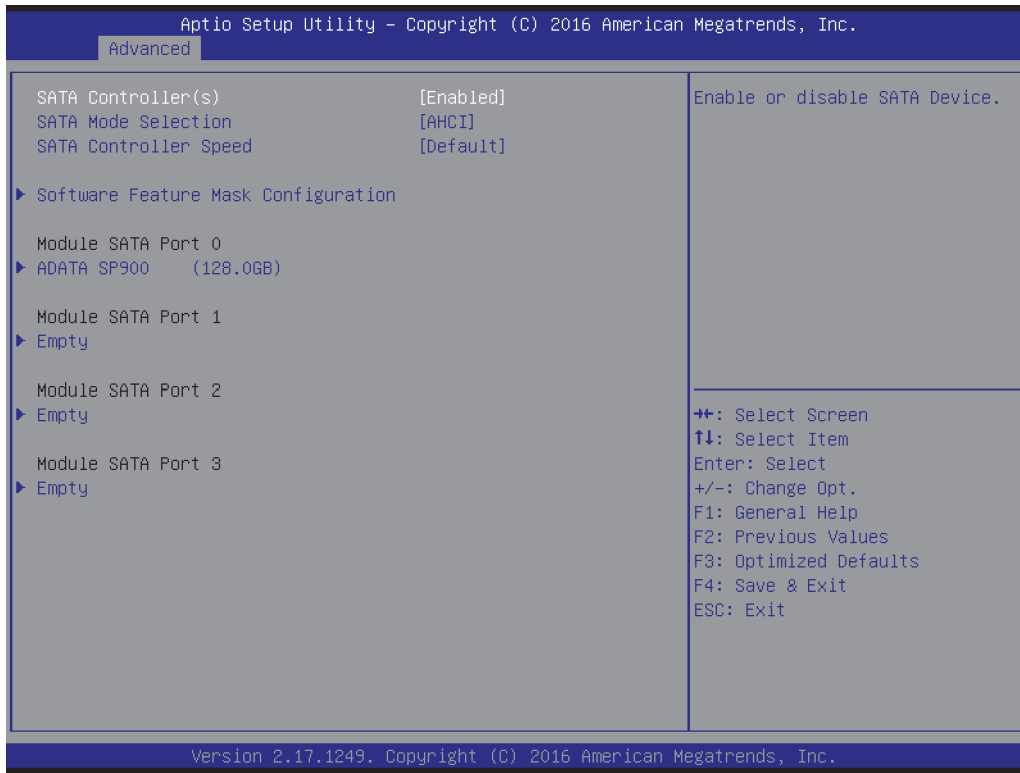 Aptio Setup Utility – Copyright (C) 2016 American Megatrends, Inc.
Advanced
SATA Controller(s) [Enabled]
SATA Mode Selection [AHCI]
SATA Controller Speed [Default]
Software Feature Mask Configuration
Module SATA Port 0
ADATA SP900 (128.0GB)
Module SATA Port 1
Empty
Module SATA Port 2
Empty
Module SATA Port 3
Empty
Enable or disable SATA Device.
→←: Select Screen
↑↓: Select Item
Enter: Select
+/-: Change Opt.
F1: General Help
F2: Previous Values
F3: Optimized Defaults
F4: Save & Exit
ESC: Exit
Version 2.17.1249. Copyright (C) 2016 American Megatrends, Inc.